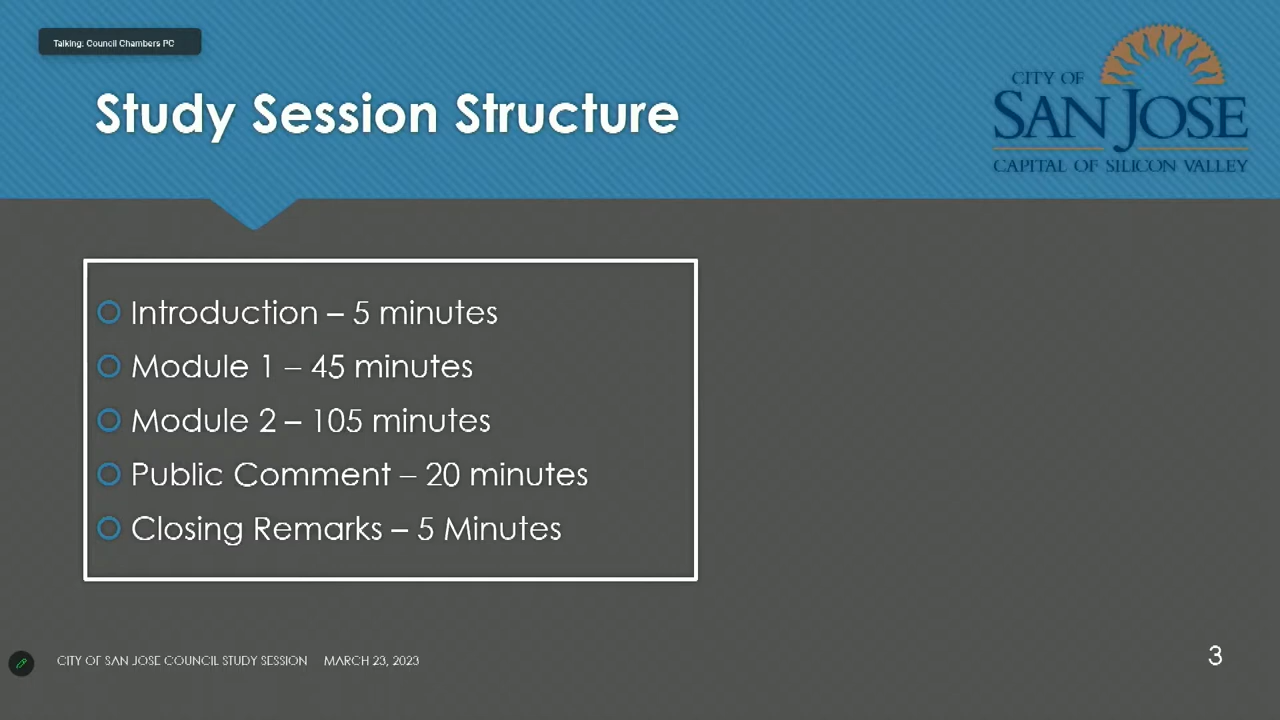 Talking: Council Chambers PC
Study Session Structure
CITY OF
SAN JOSE
CAPITAL OF SILICON VALLEY
Introduction – 5 minutes
Module 1 – 45 minutes
Module 2 – 105 minutes
Public Comment – 20 minutes
Closing Remarks – 5 Minutes
CITY OF SAN JOSE COUNCIL STUDY SESSION MARCH 23, 2023
3